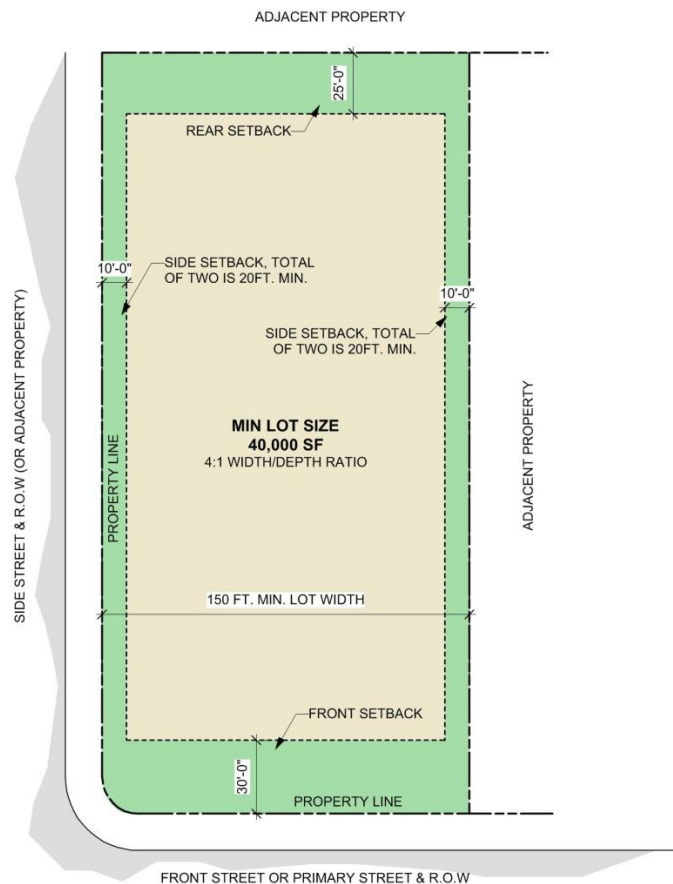 ADJACENT PROPERTY
25'-0"
REAR SETBACK
10'-0"
SIDE SETBACK, TOTAL
OF TWO IS 20FT. MIN.
10'-0"
SIDE SETBACK, TOTAL
OF TWO IS 20FT. MIN.
SIDE STREET & R.O.W (OR ADJACENT PROPERTY)
PROPERTY LINE
MIN LOT SIZE
40,000 SF
4:1 WIDTH/DEPTH RATIO
ADJACENT PROPERTY
150 FT. MIN. LOT WIDTH
FRONT SETBACK
30'-0"
PROPERTY LINE
FRONT STREET OR PRIMARY STREET & R.O.W